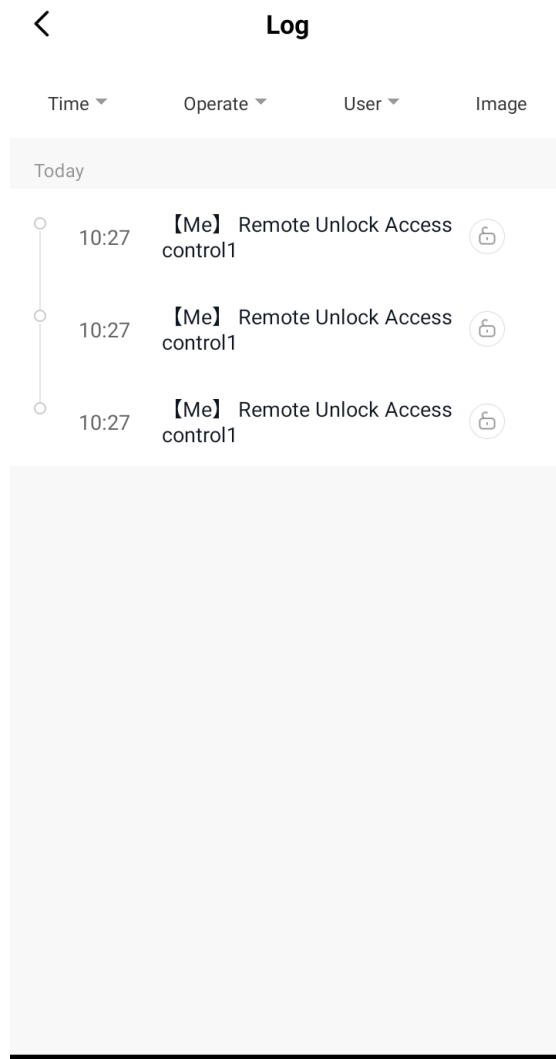 Log
Time Operate User Image
Today
10:27 【Me】 Remote Unlock Access
control1
10:27 【Me】 Remote Unlock Access
control1
10:27 【Me】 Remote Unlock Access
control1